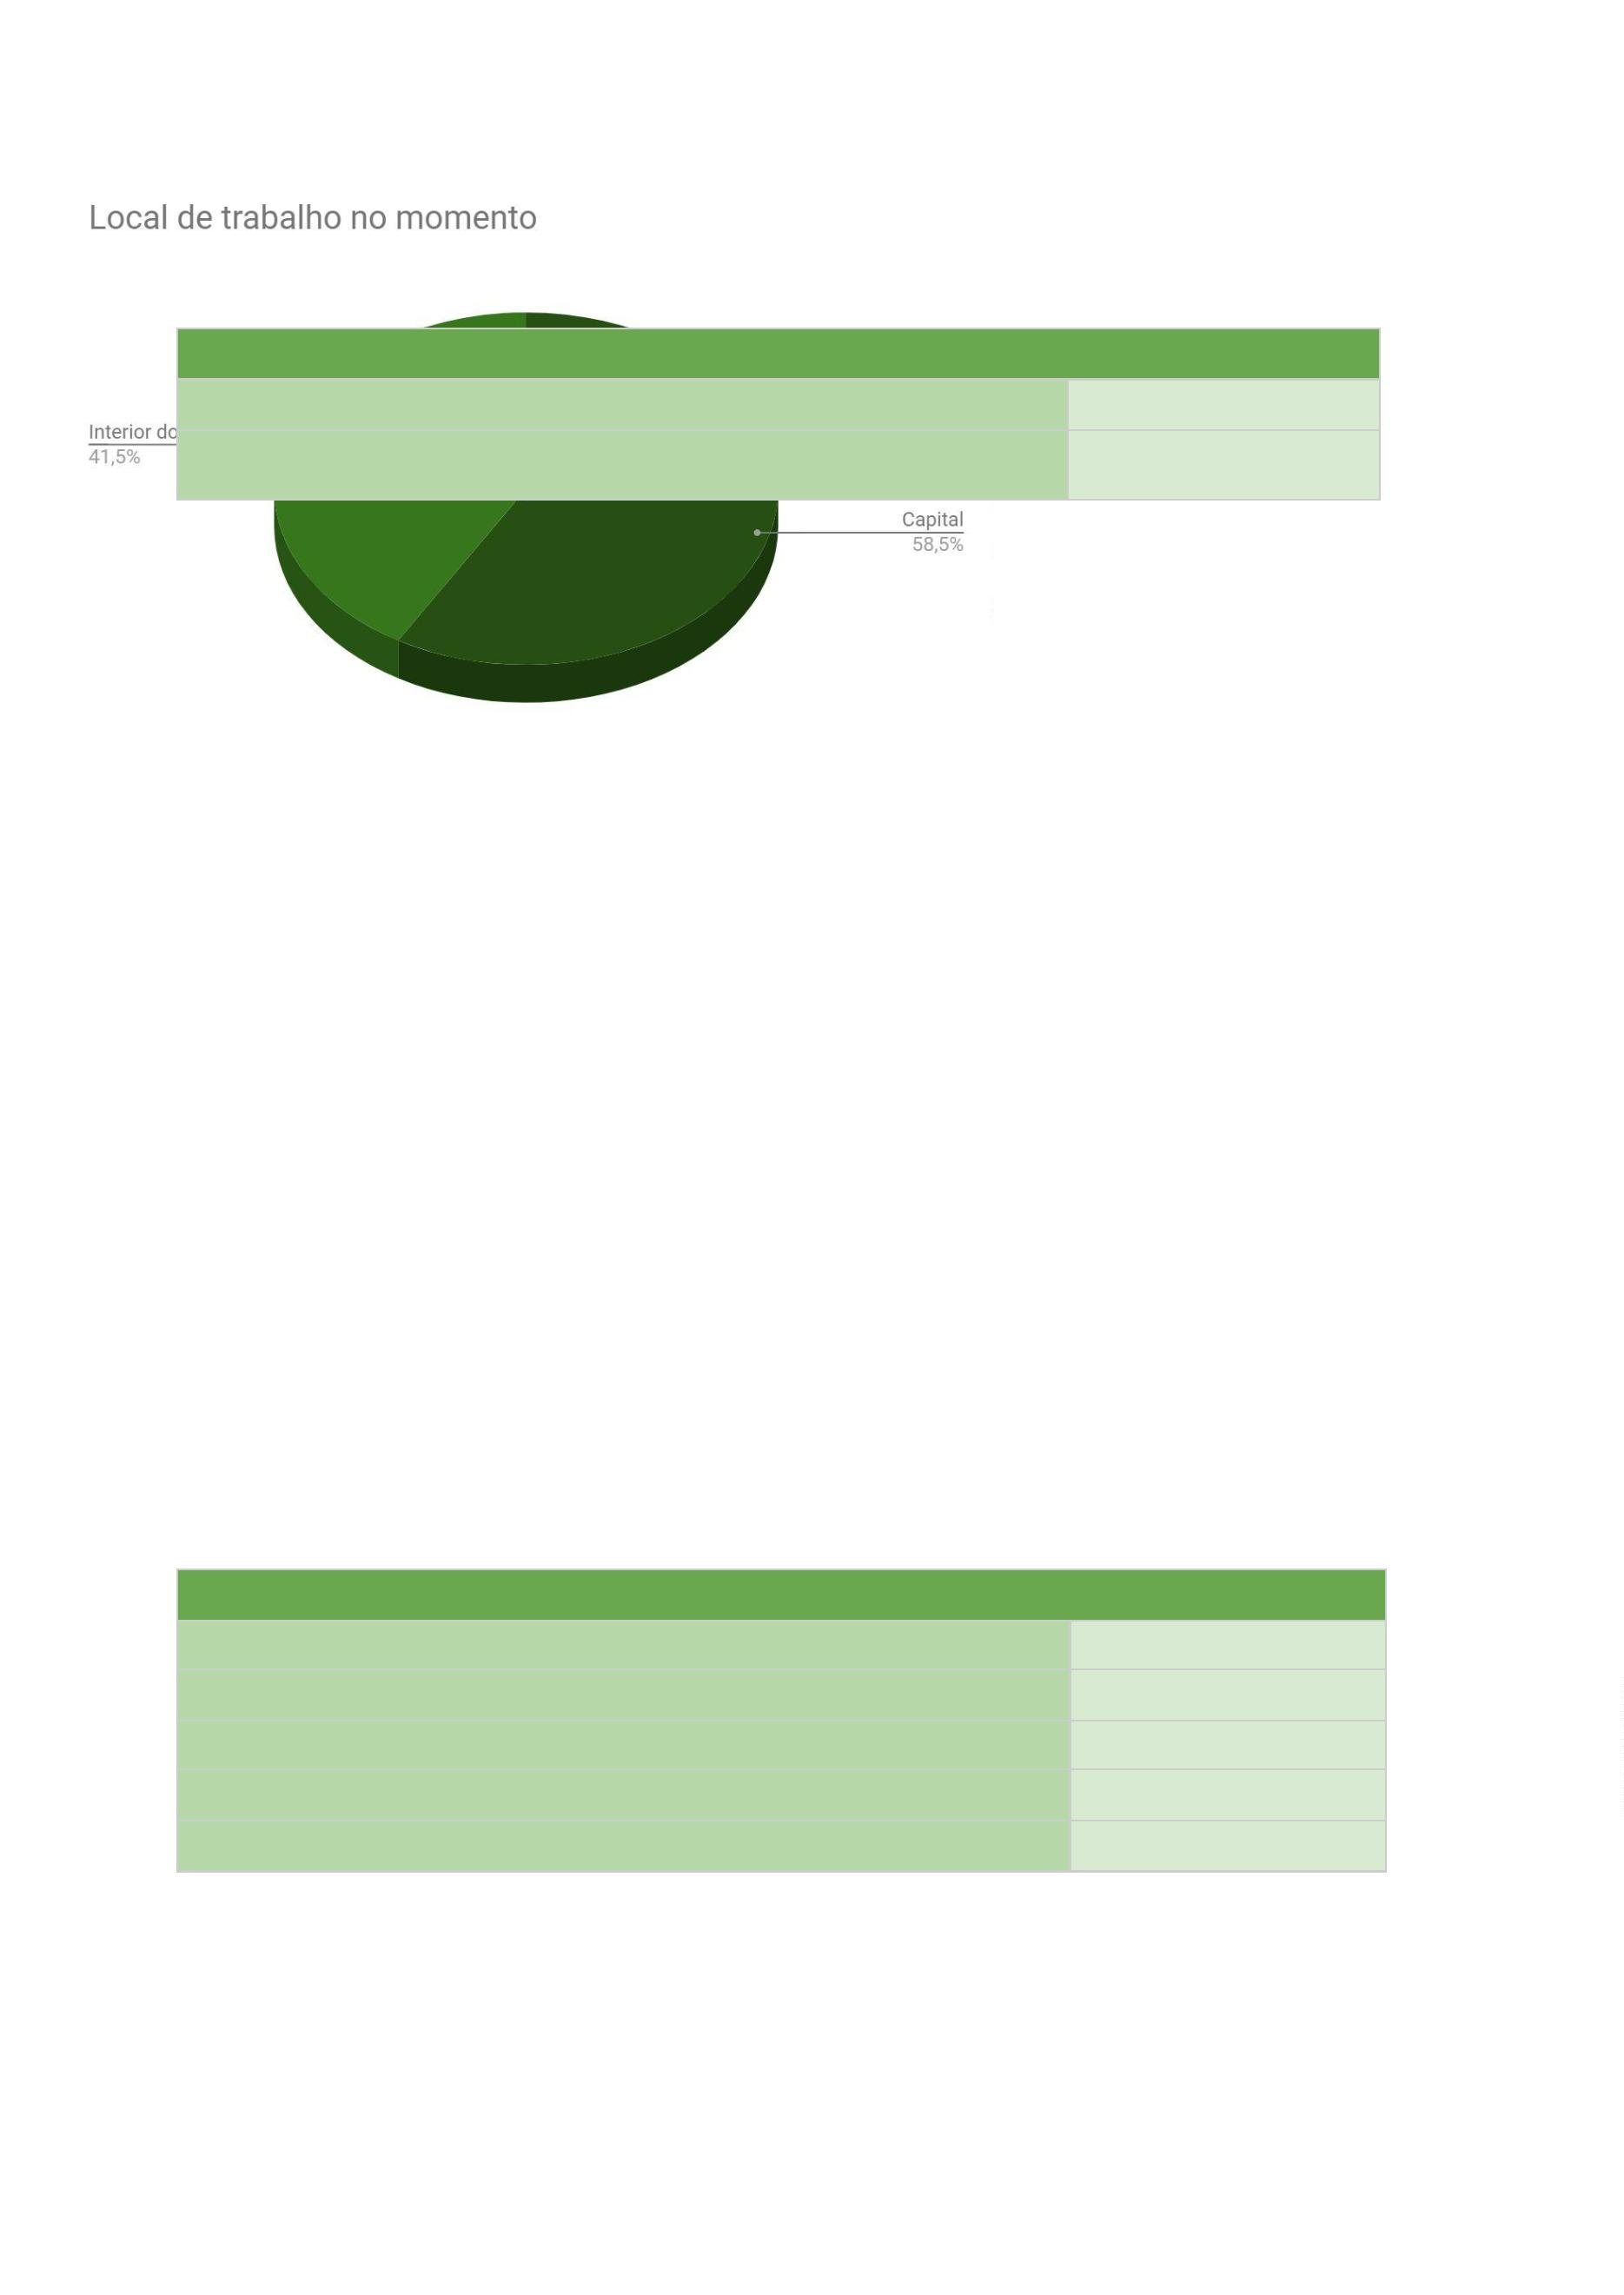 Local de trabalho no momento
Interior do
41,5%
Capital
58,5%